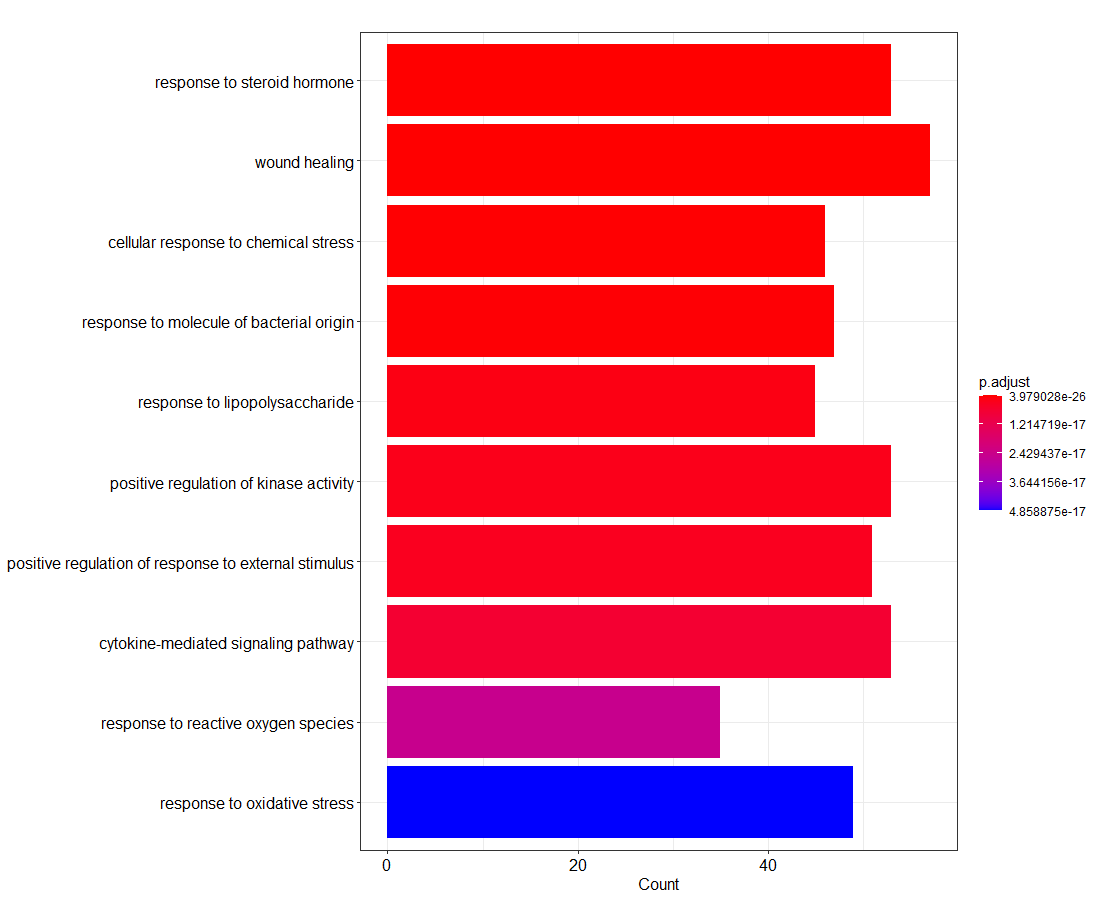 response to steroid hormone
wound healing
cellular response to chemical stress
response to molecule of bacterial origin
response to lipopolysaccharide
positive regulation of kinase activity
positive regulation of response to external stimulus
cytokine-mediated signaling pathway
response to reactive oxygen species
response to oxidative stress
0 20 40
Count
p.adjust
3.979028e-26
1.214719e-17
2.429437e-17
3.644156e-17
4.858875e-17